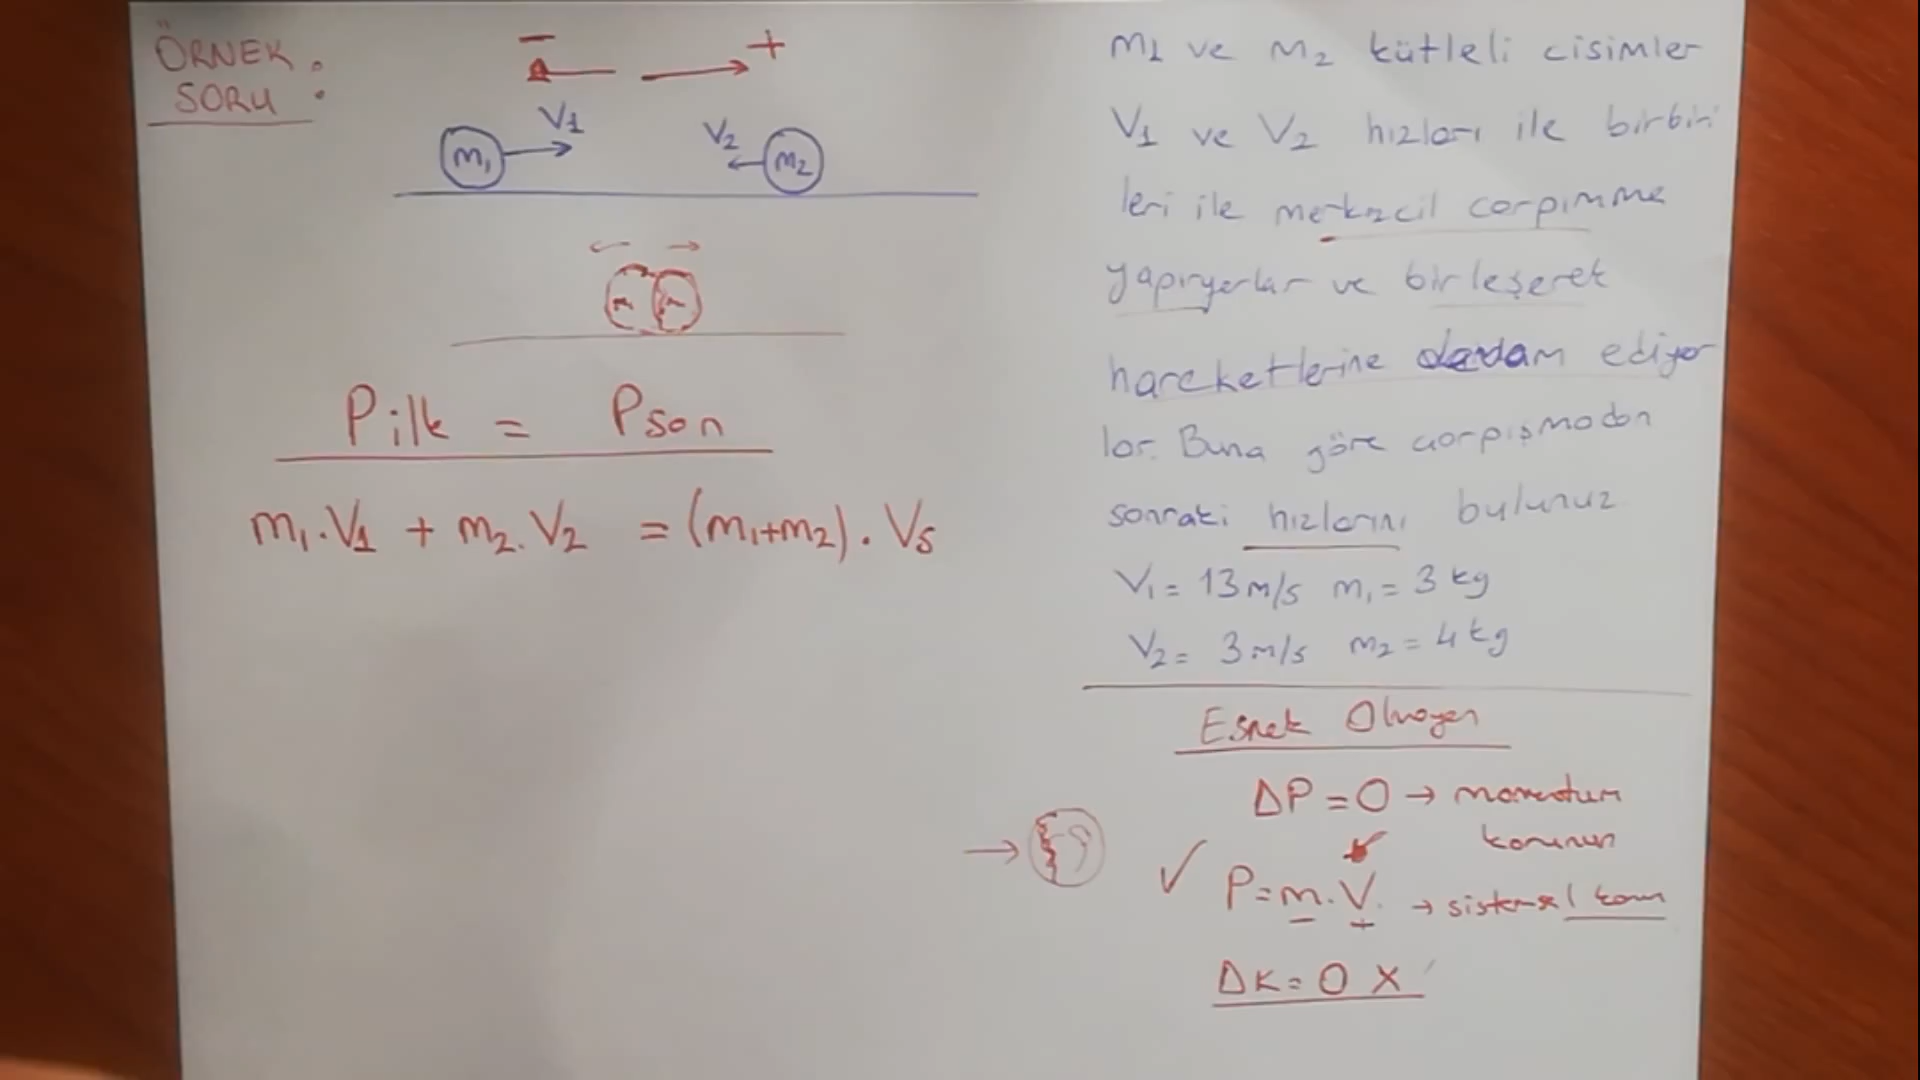 ÖRNEK
SORU :
- +
V1 V2
m1 m2
m m
Pilk = Pson
m1.V1 + m2.V2 = (m1+m2).Vs
m1 ve m2 kütleli cisimler
V1 ve V2 hızları ile birbiri
leri ile merkezcil çarpımma
yapıyorlar ve birleşerek
hareketlerine devam ediyor
lar. Buna göre çarpışmadan
sonraki hızlarını bulunuz
V1 = 13 m/s m1 = 3 kg
V2 = 3 m/s m2 = 4 kg
Esnek Olmayan
ΔP = 0 → momentum
korunur
✓ P = m.V. → sistemsel
ΔK = 0 X